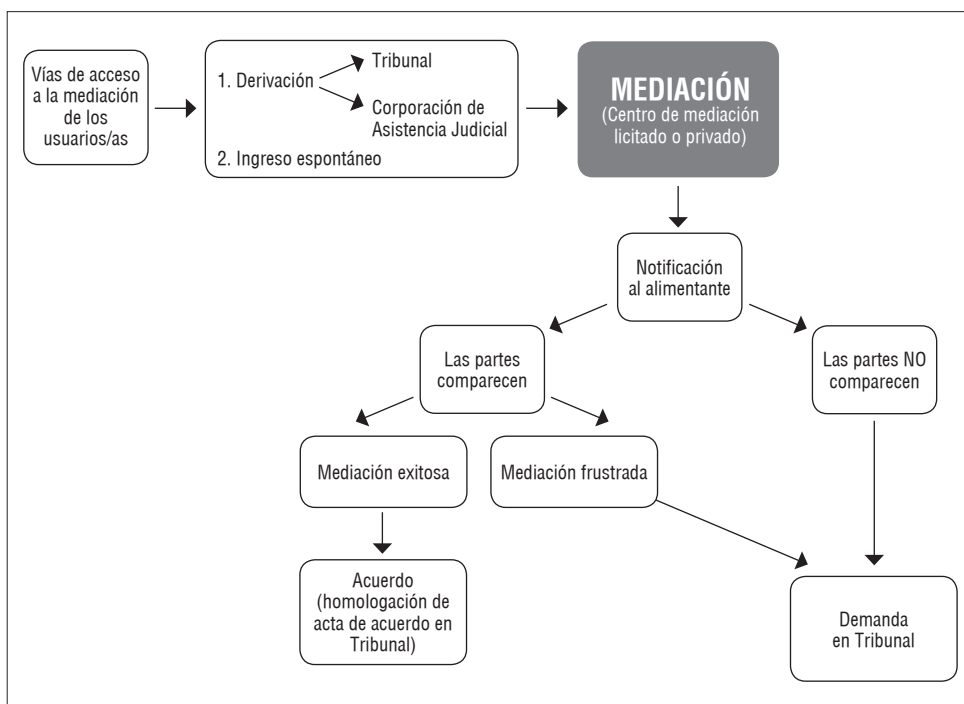 Vías de acceso
a la mediación
de los
usuarios/as
1. Derivación
Tribunal
Corporación de
Asistencia Judicial
2. Ingreso espontáneo
MEDIACIÓN
(Centro de mediación
licitado o privado)
Notificación
al alimentante
Las partes
comparecen
Las partes NO
comparecen
Mediación exitosa
Mediación frustrada
Acuerdo
(homologación de
acta de acuerdo en
Tribunal)
Demanda
en Tribunal